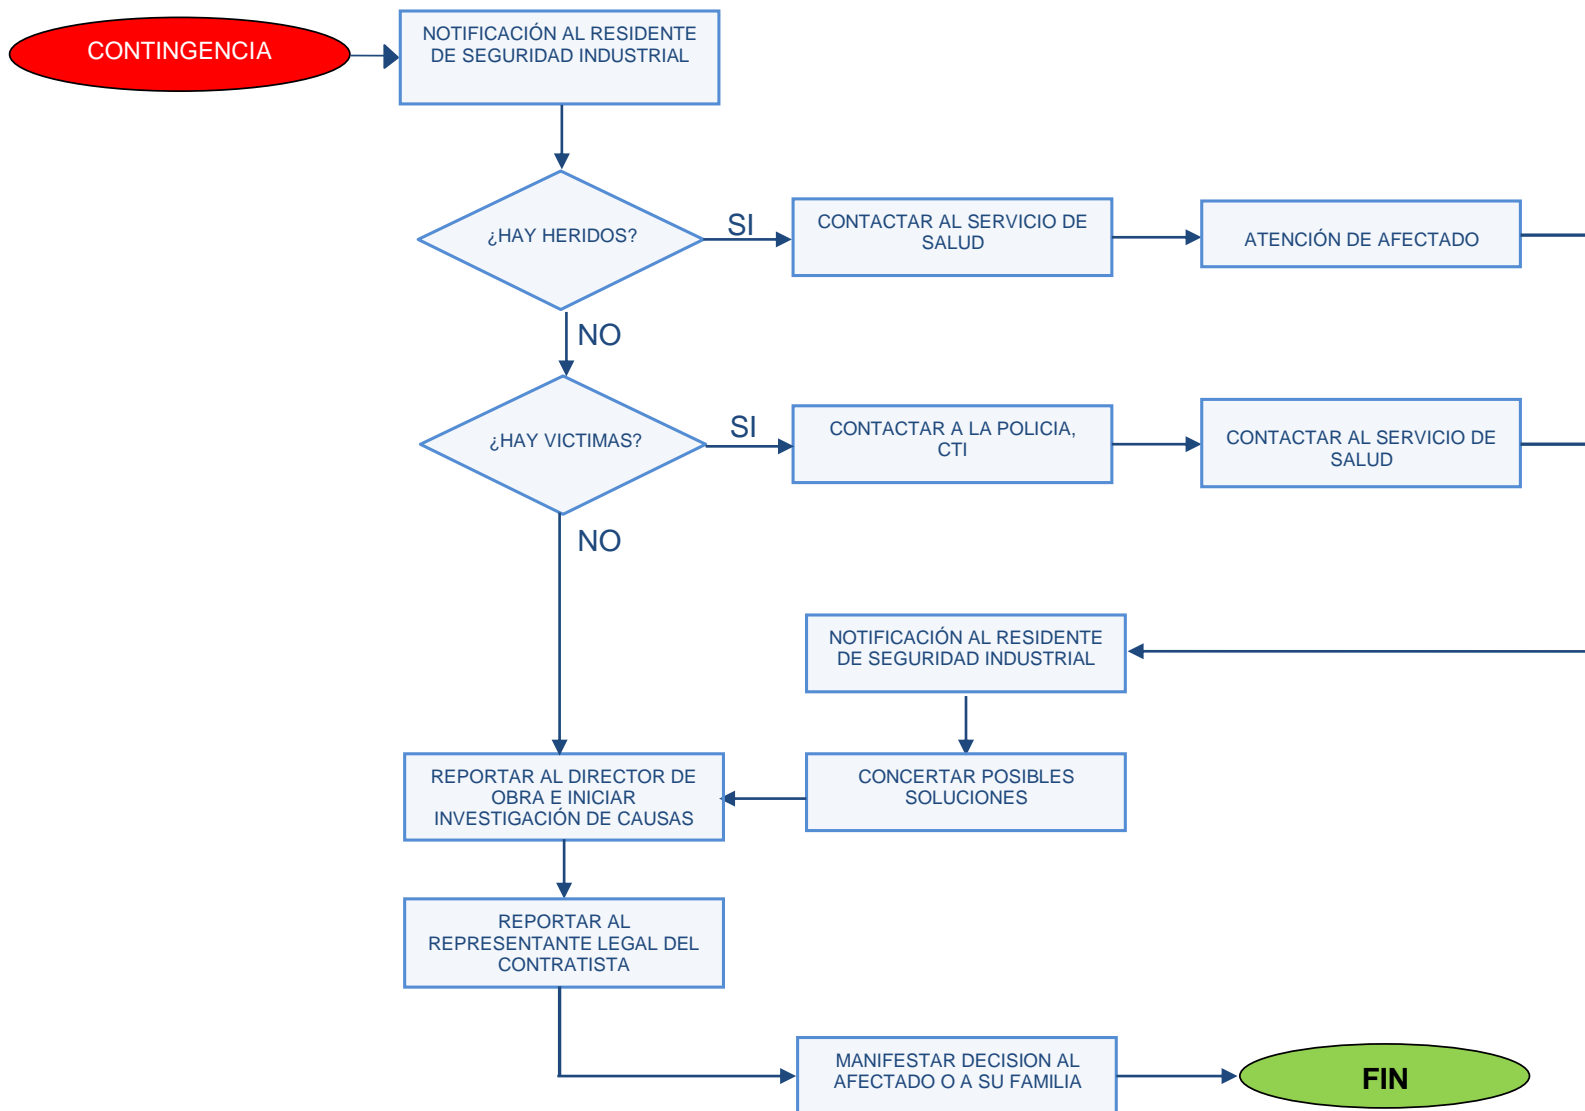 CONTINGENCIA
NOTIFICACIÓN AL RESIDENTE
DE SEGURIDAD INDUSTRIAL
¿HAY HERIDOS?
SI
CONTACTAR AL SERVICIO DE
SALUD
ATENCIÓN DE AFECTADO
NO
¿HAY VICTIMAS?
SI
CONTACTAR A LA POLICIA,
CTI
CONTACTAR AL SERVICIO DE
SALUD
NO
NOTIFICACIÓN AL RESIDENTE
DE SEGURIDAD INDUSTRIAL
REPORTAR AL DIRECTOR DE
OBRA E INICIAR
INVESTIGACIÓN DE CAUSAS
CONCERTAR POSIBLES
SOLUCIONES
REPORTAR AL
REPRESENTANTE LEGAL DEL
CONTRATISTA
MANIFESTAR DECISION AL
AFECTADO O A SU FAMILIA
FIN